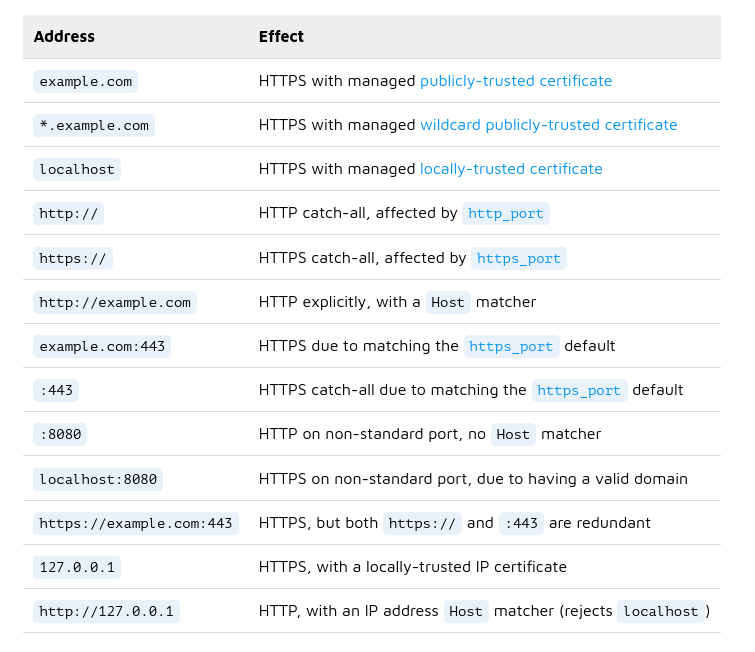 Address Effect
example.com HTTPS with managed publicly-trusted certificate
*.example.com HTTPS with managed wildcard publicly-trusted certificate
localhost HTTPS with managed locally-trusted certificate
http:// HTTP catch-all, affected by http_port
https:// HTTPS catch-all, affected by https_port
http://example.com HTTP explicitly, with a Host matcher
example.com:443 HTTPS due to matching the https_port default
:443 HTTPS catch-all due to matching the https_port default
:8080 HTTP on non-standard port, no Host matcher
localhost:8080 HTTPS on non-standard port, due to having a valid domain
https://example.com:443 HTTPS, but both https:// and :443 are redundant
127.0.0.1 HTTPS, with a locally-trusted IP certificate
http://127.0.0.1 HTTP, with an IP address Host matcher (rejects localhost)